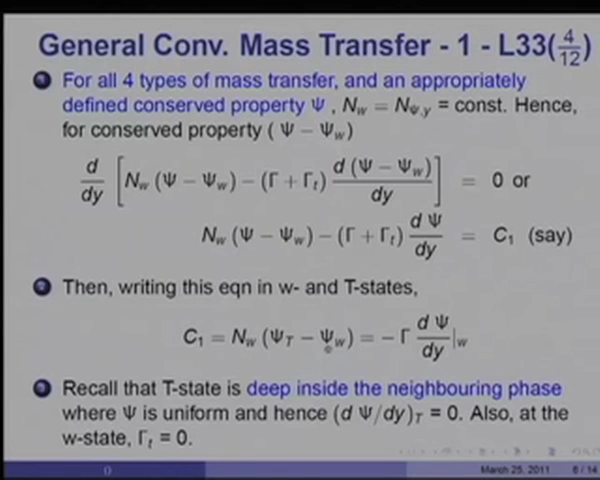 General Conv. Mass Transfer - 1 - L33(4/12)
For all 4 types of mass transfer, and an appropriately
defined conserved property Ψ , N_w = N_Ψ,y = const. Hence,
for conserved property ( Ψ − Ψ_w)
d/dy [ N_w (Ψ − Ψ_w) − (Γ + Γ_t) d (Ψ − Ψ_w)/dy ] = 0 or
N_w (Ψ − Ψ_w) − (Γ + Γ_t) d Ψ/dy = C_1 (say)
Then, writing this eqn in w- and T-states,
C_1 = N_w (Ψ_T − Ψ_w) = − Γ d Ψ/dy |_w
Recall that T-state is deep inside the neighbouring phase
where Ψ is uniform and hence (d Ψ/dy)_T = 0. Also, at the
w-state, Γ_t = 0.
() March 25, 2011 6 / 14